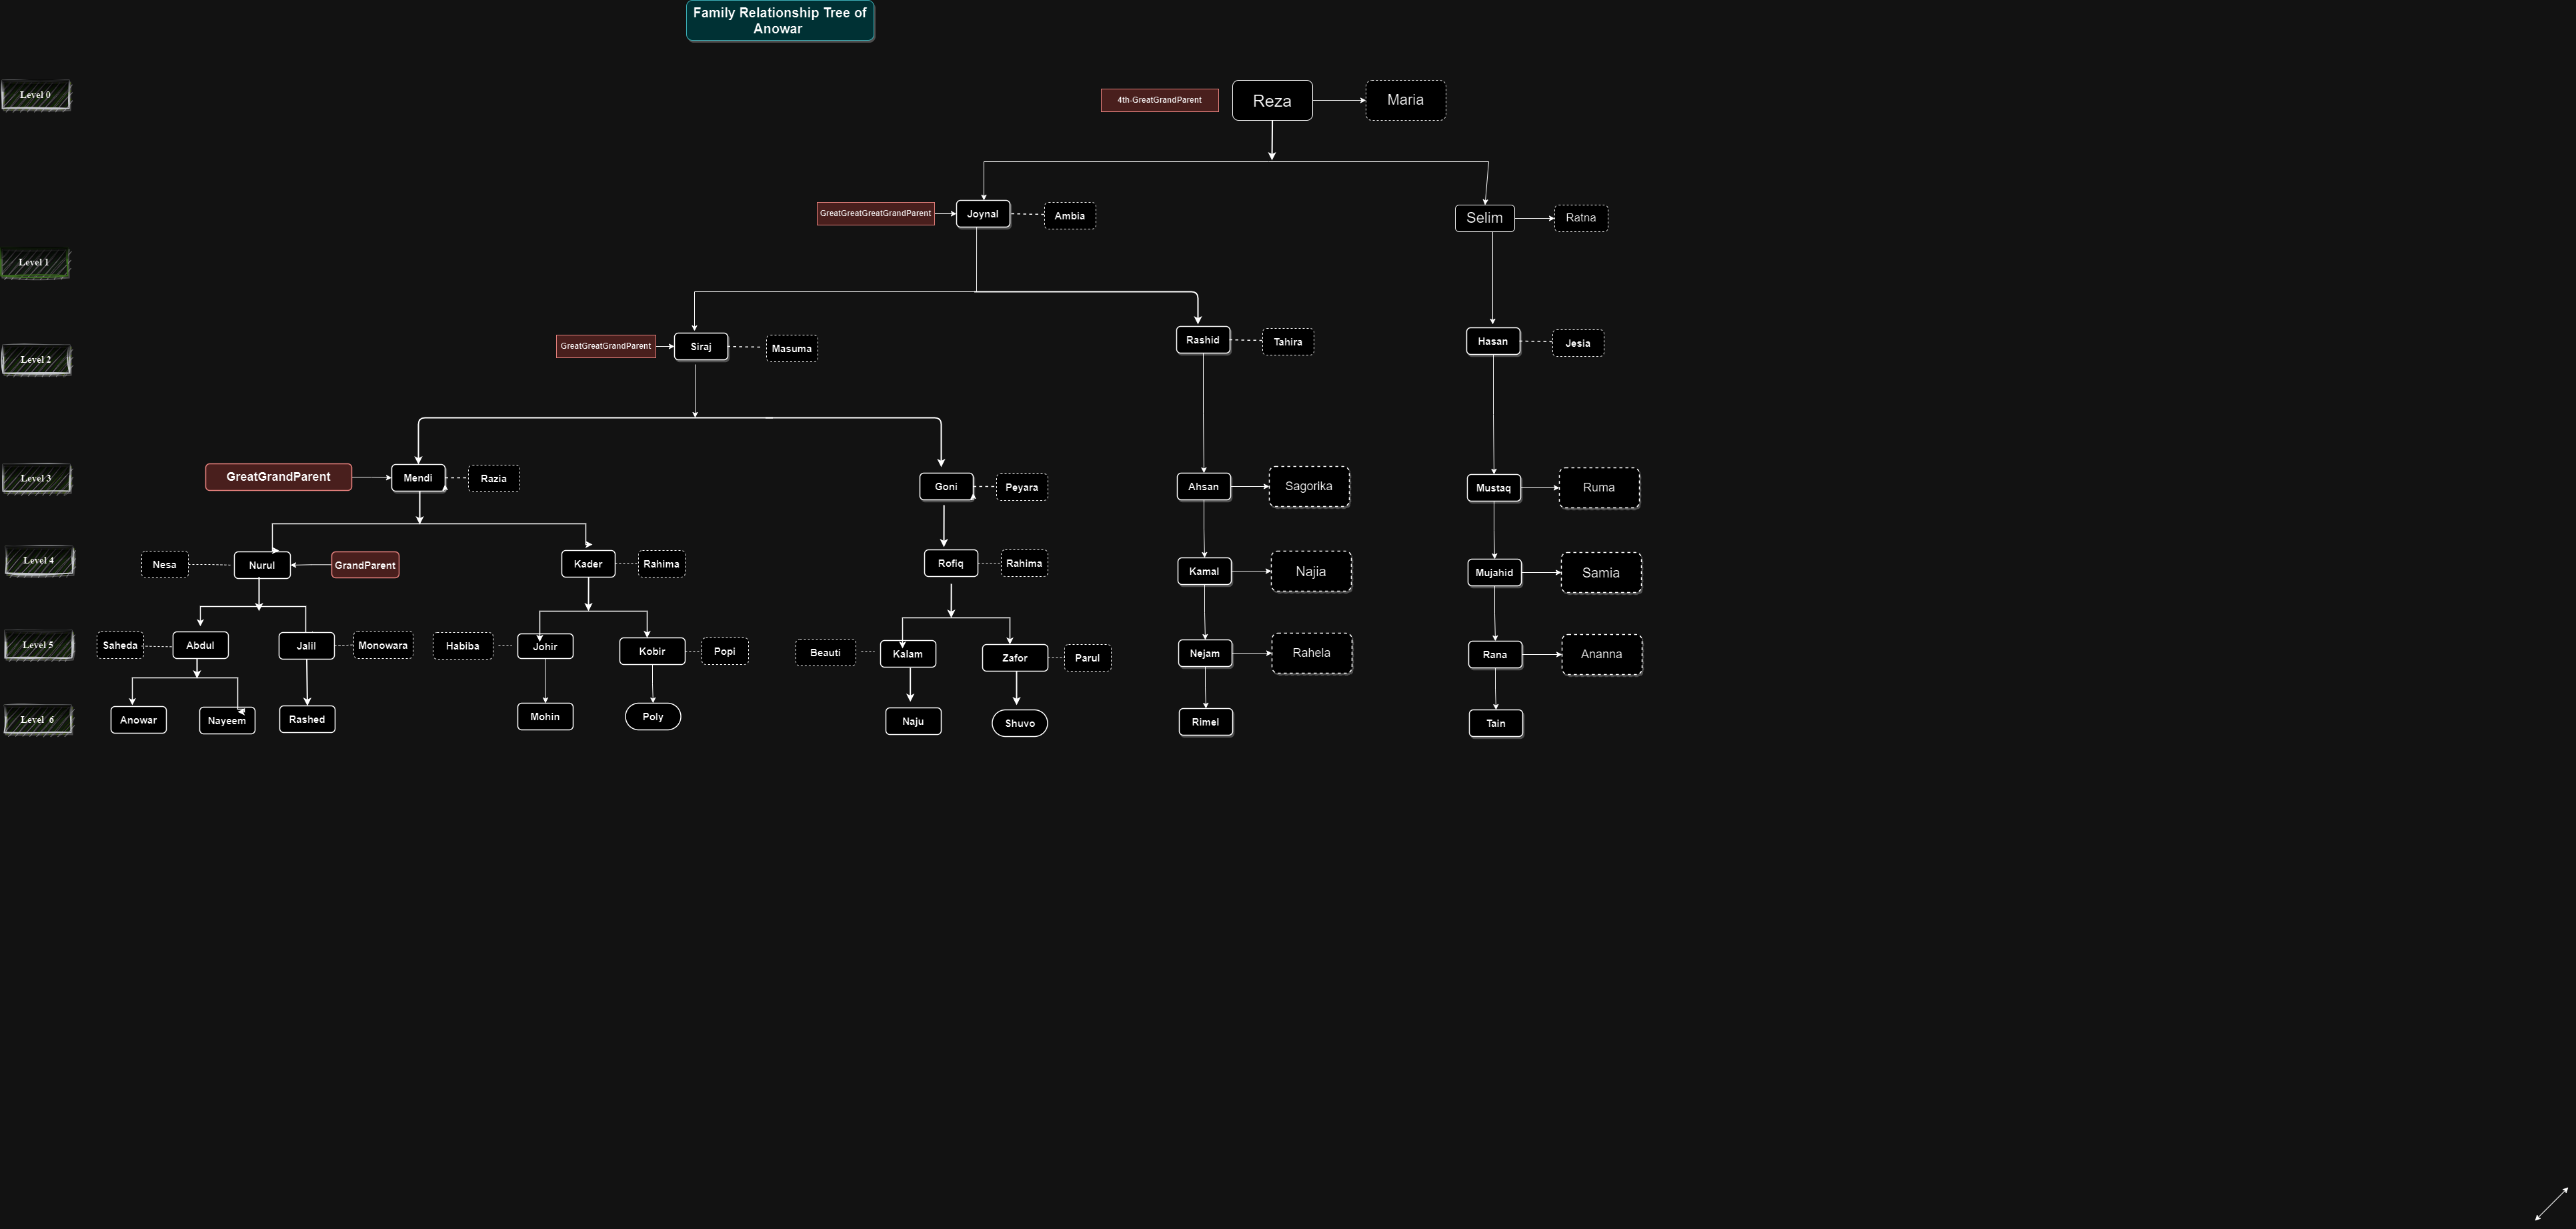 Family Relationship Tree of
Anowar
Level 0
4th-GreatGrandParent
Reza
Maria
GreatGreatGreatGrandParent
Joynal
Ambia
Selim
Ratna
Level 1
Level 2
GreatGreatGrandParent
Siraj
Masuma
Rashid
Tahira
Hasan
Jesia
Level 3
GreatGrandParent
Mendi
Razia
Goni
Peyara
Ahsan
Sagorika
Mustaq
Ruma
Level 4
Nesa
Nurul
GrandParent
Kader
Rahima
Rofiq
Rahima
Kamal
Najia
Mujahid
Samia
Level 5
Saheda
Abdul
Jalil
Monowara
Habiba
Johir
Kobir
Popi
Beauti
Kalam
Zafor
Parul
Nejam
Rahela
Rana
Ananna
Level 6
Anowar
Nayeem
Rashed
Mohin
Poly
Naju
Shuvo
Rimel
Tain